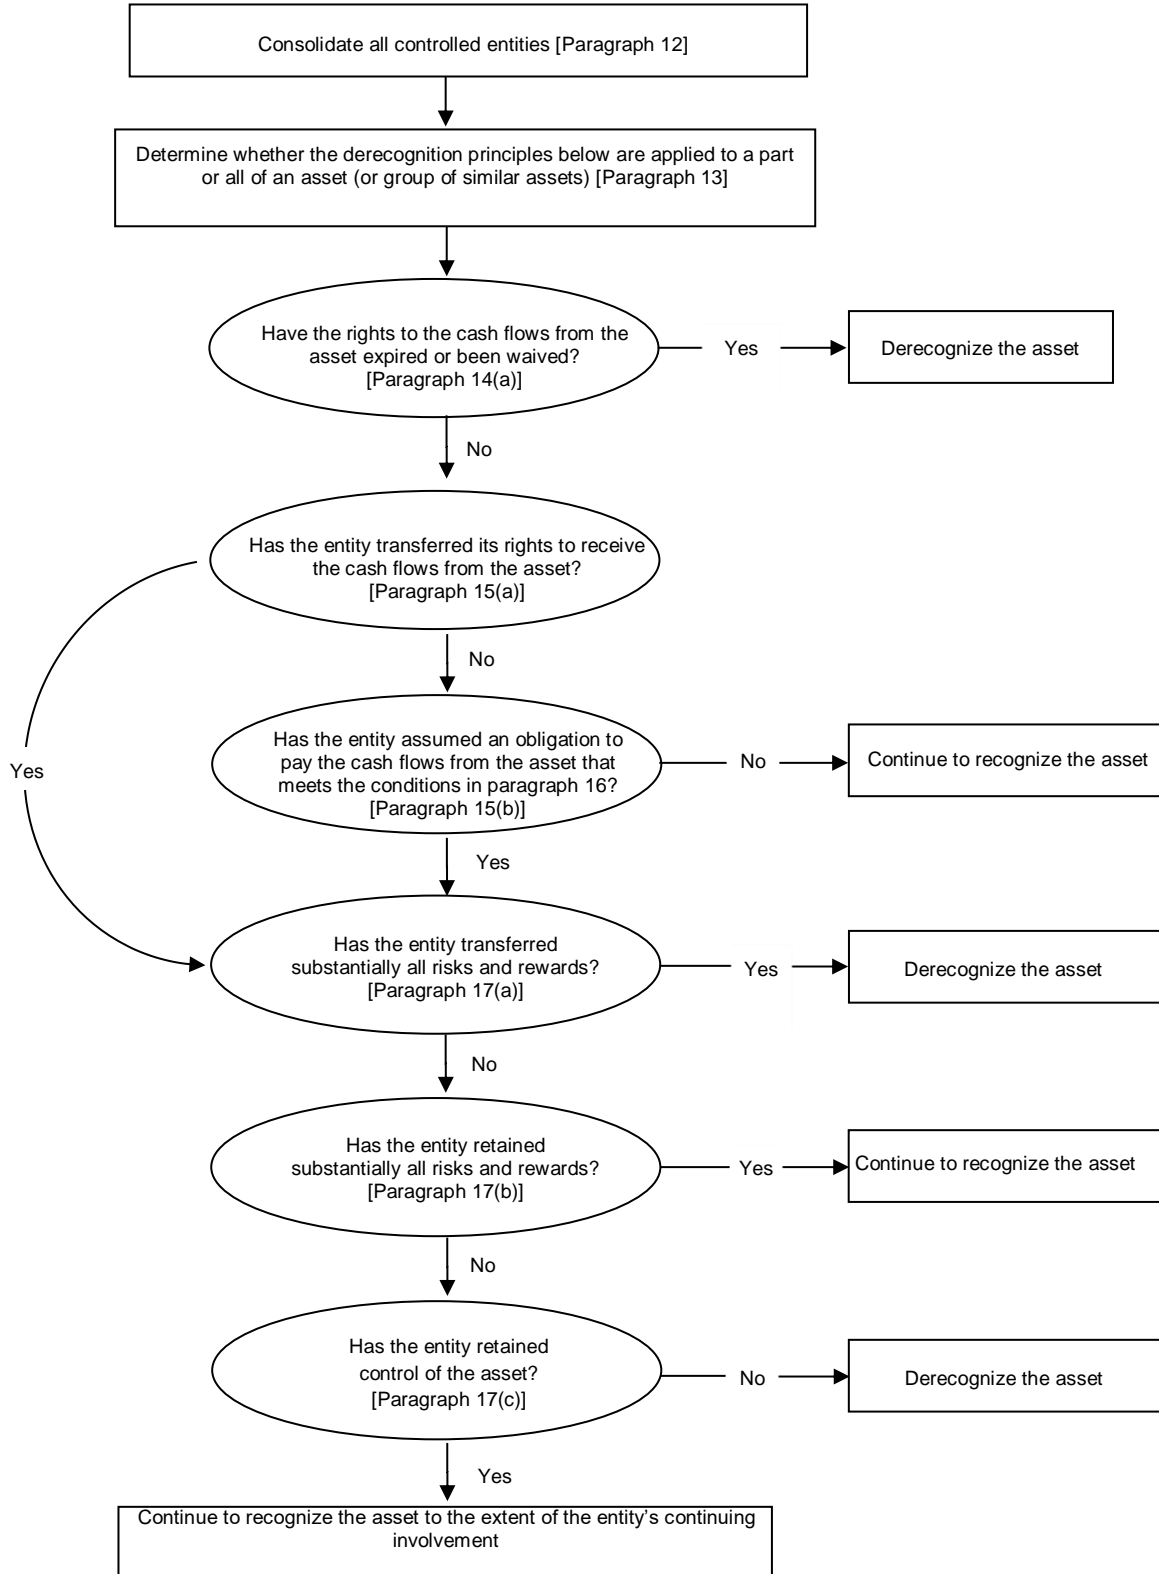 Consolidate all controlled entities [Paragraph 12]
Determine whether the derecognition principles below are applied to a part
or all of an asset (or group of similar assets) [Paragraph 13]
Have the rights to the cash flows from the
asset expired or been waived?
[Paragraph 14(a)]
Yes
Derecognize the asset
No
Has the entity transferred its rights to receive
the cash flows from the asset?
[Paragraph 15(a)]
Yes
No
Has the entity assumed an obligation to
pay the cash flows from the asset that
meets the conditions in paragraph 16?
[Paragraph 15(b)]
No
Continue to recognize the asset
Yes
Has the entity transferred
substantially all risks and rewards?
[Paragraph 17(a)]
Yes
Derecognize the asset
No
Has the entity retained
substantially all risks and rewards?
[Paragraph 17(b)]
Yes
Continue to recognize the asset
No
Has the entity retained
control of the asset?
[Paragraph 17(c)]
No
Derecognize the asset
Yes
Continue to recognize the asset to the extent of the entity’s continuing
involvement